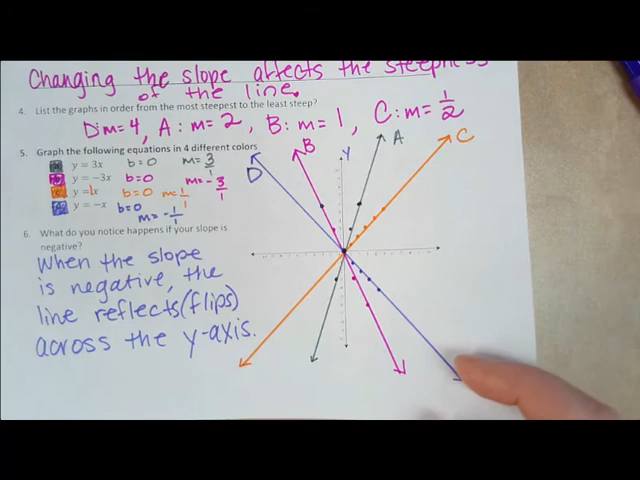 Changing the slope affects the steepness
of the line.
4. List the graphs in order from the most steepest to the least steep?
D: m=4, A: m=2, B: m=1, C: m=1/2
5. Graph the following equations in 4 different colors
y = 3x b=0 m=3/1
y = −3x b=0 m=-3/1
y =1x b=0 m=1/1
y = −x b=0
m=-1/1
6. What do you notice happens if your slope is
negative?
When the slope
is negative, the
line reflects (flips)
across the y-axis.
D
B
Y
A
C